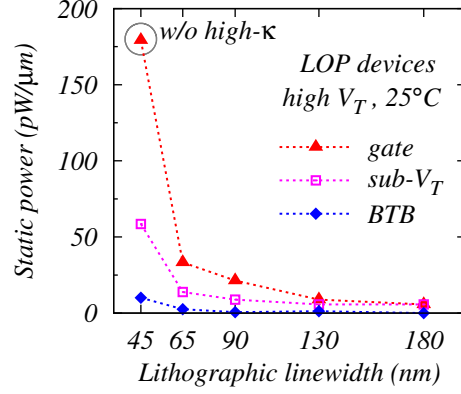 w/o high-κ
LOP devices
high V_T , 25°C
gate
sub-V_T
BTB
Static power (pW/μm)
200
150
100
50
0
45 65 90 130 180
Lithographic linewidth (nm)